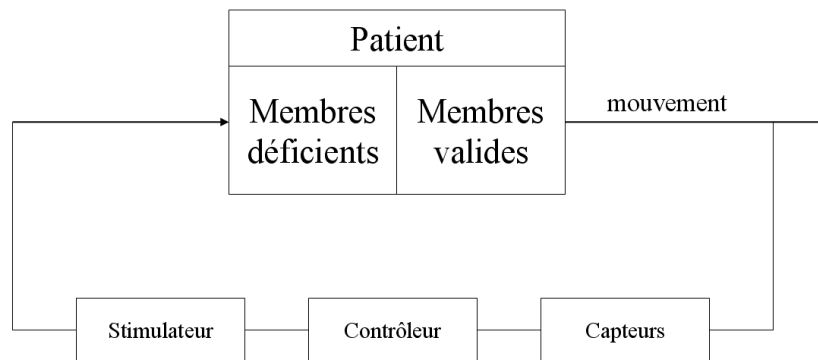 Patient
Membres
déficients
Membres
valides
mouvement
Stimulateur
Contrôleur
Capteurs